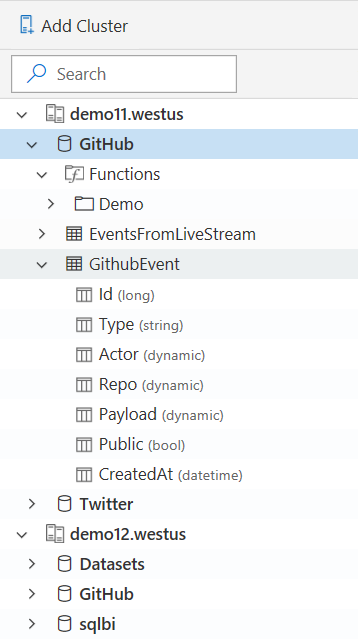 Add Cluster
Search
demo11.westus
GitHub
Functions
Demo
EventsFromLiveStream
GithubEvent
Id (long)
Type (string)
Actor (dynamic)
Repo (dynamic)
Payload (dynamic)
Public (bool)
CreatedAt (datetime)
Twitter
demo12.westus
Datasets
GitHub
sqlbi